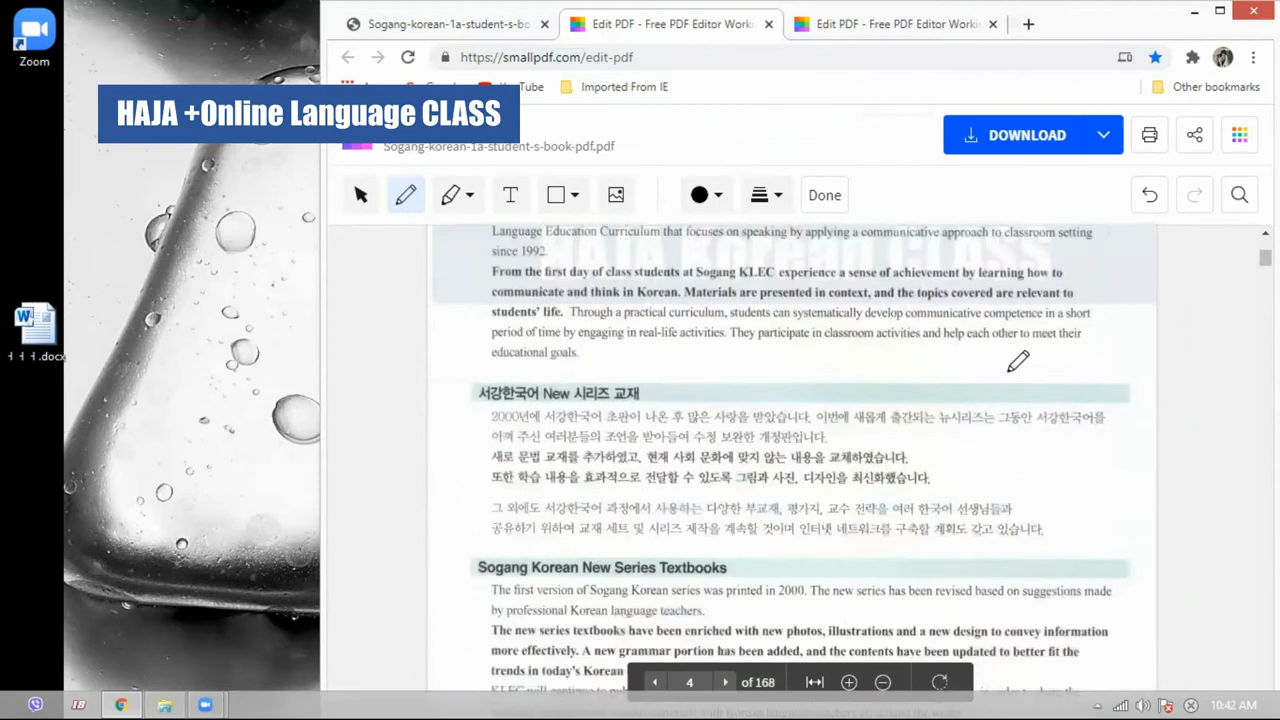 Sogang-korean-1a-student-s-bo
Edit PDF - Free PDF Editor Worki
Edit PDF - Free PDF Editor Worki
Zoom
https://smallpdf.com/edit-pdf
YouTube
Imported From IE
Other bookmarks
HAJA +Online Language CLASS
Sogang-korean-1a-student-s-book-pdf.pdf
DOWNLOAD
Done
Language Education Curriculum that focuses on speaking by applying a communicative approach to classroom setting
since 1992.
HAJA Korean CLASS
From the first day of class students at Sogang KLEC experience a sense of achievement by learning how to
communicate and think in Korean. Materials are presented in context, and the topics covered are relevant to
students' life. Through a practical curriculum, students can systematically develop communicative competence in a short
period of time by engaging in real-life activities. They participate in classroom activities and help each other to meet their
educational goals.
ㅕㅕㅕ.docx
서강한국어 New 시리즈 교재
2000년에 서강한국어 초판이 나온 후 많은 사랑을 받았습니다. 이번에 새롭게 출간되는 뉴시리즈는 그동안 서강한국어를
아껴 주신 여러분들의 조언을 받아들여 수정 보완한 개정판입니다.
새로 문법 교재를 추가하였고, 현재 사회 문화에 맞지 않는 내용을 교체하였습니다.
또한 학습 내용을 효과적으로 전달할 수 있도록 그림과 사진, 디자인을 최신화했습니다.
그 외에도 서강한국어 과정에서 사용하는 다양한 부교재, 평가지, 교수 전략을 여러 한국어 선생님들과
공유하기 위하여 교재 세트 및 시리즈 제작을 계속할 것이며 인터넷 네트워크를 구축할 계획도 갖고 있습니다.
Sogang Korean New Series Textbooks
The first version of Sogang Korean series was printed in 2000. The new series has been revised based on suggestions made
by professional Korean language teachers.
The new series textbooks have been enriched with new photos, illustrations and a new design to convey information
more effectively. A new grammar portion has been added, and the contents have been updated to better fit the
trends in today's Korean
4 of 168
10:42 AM